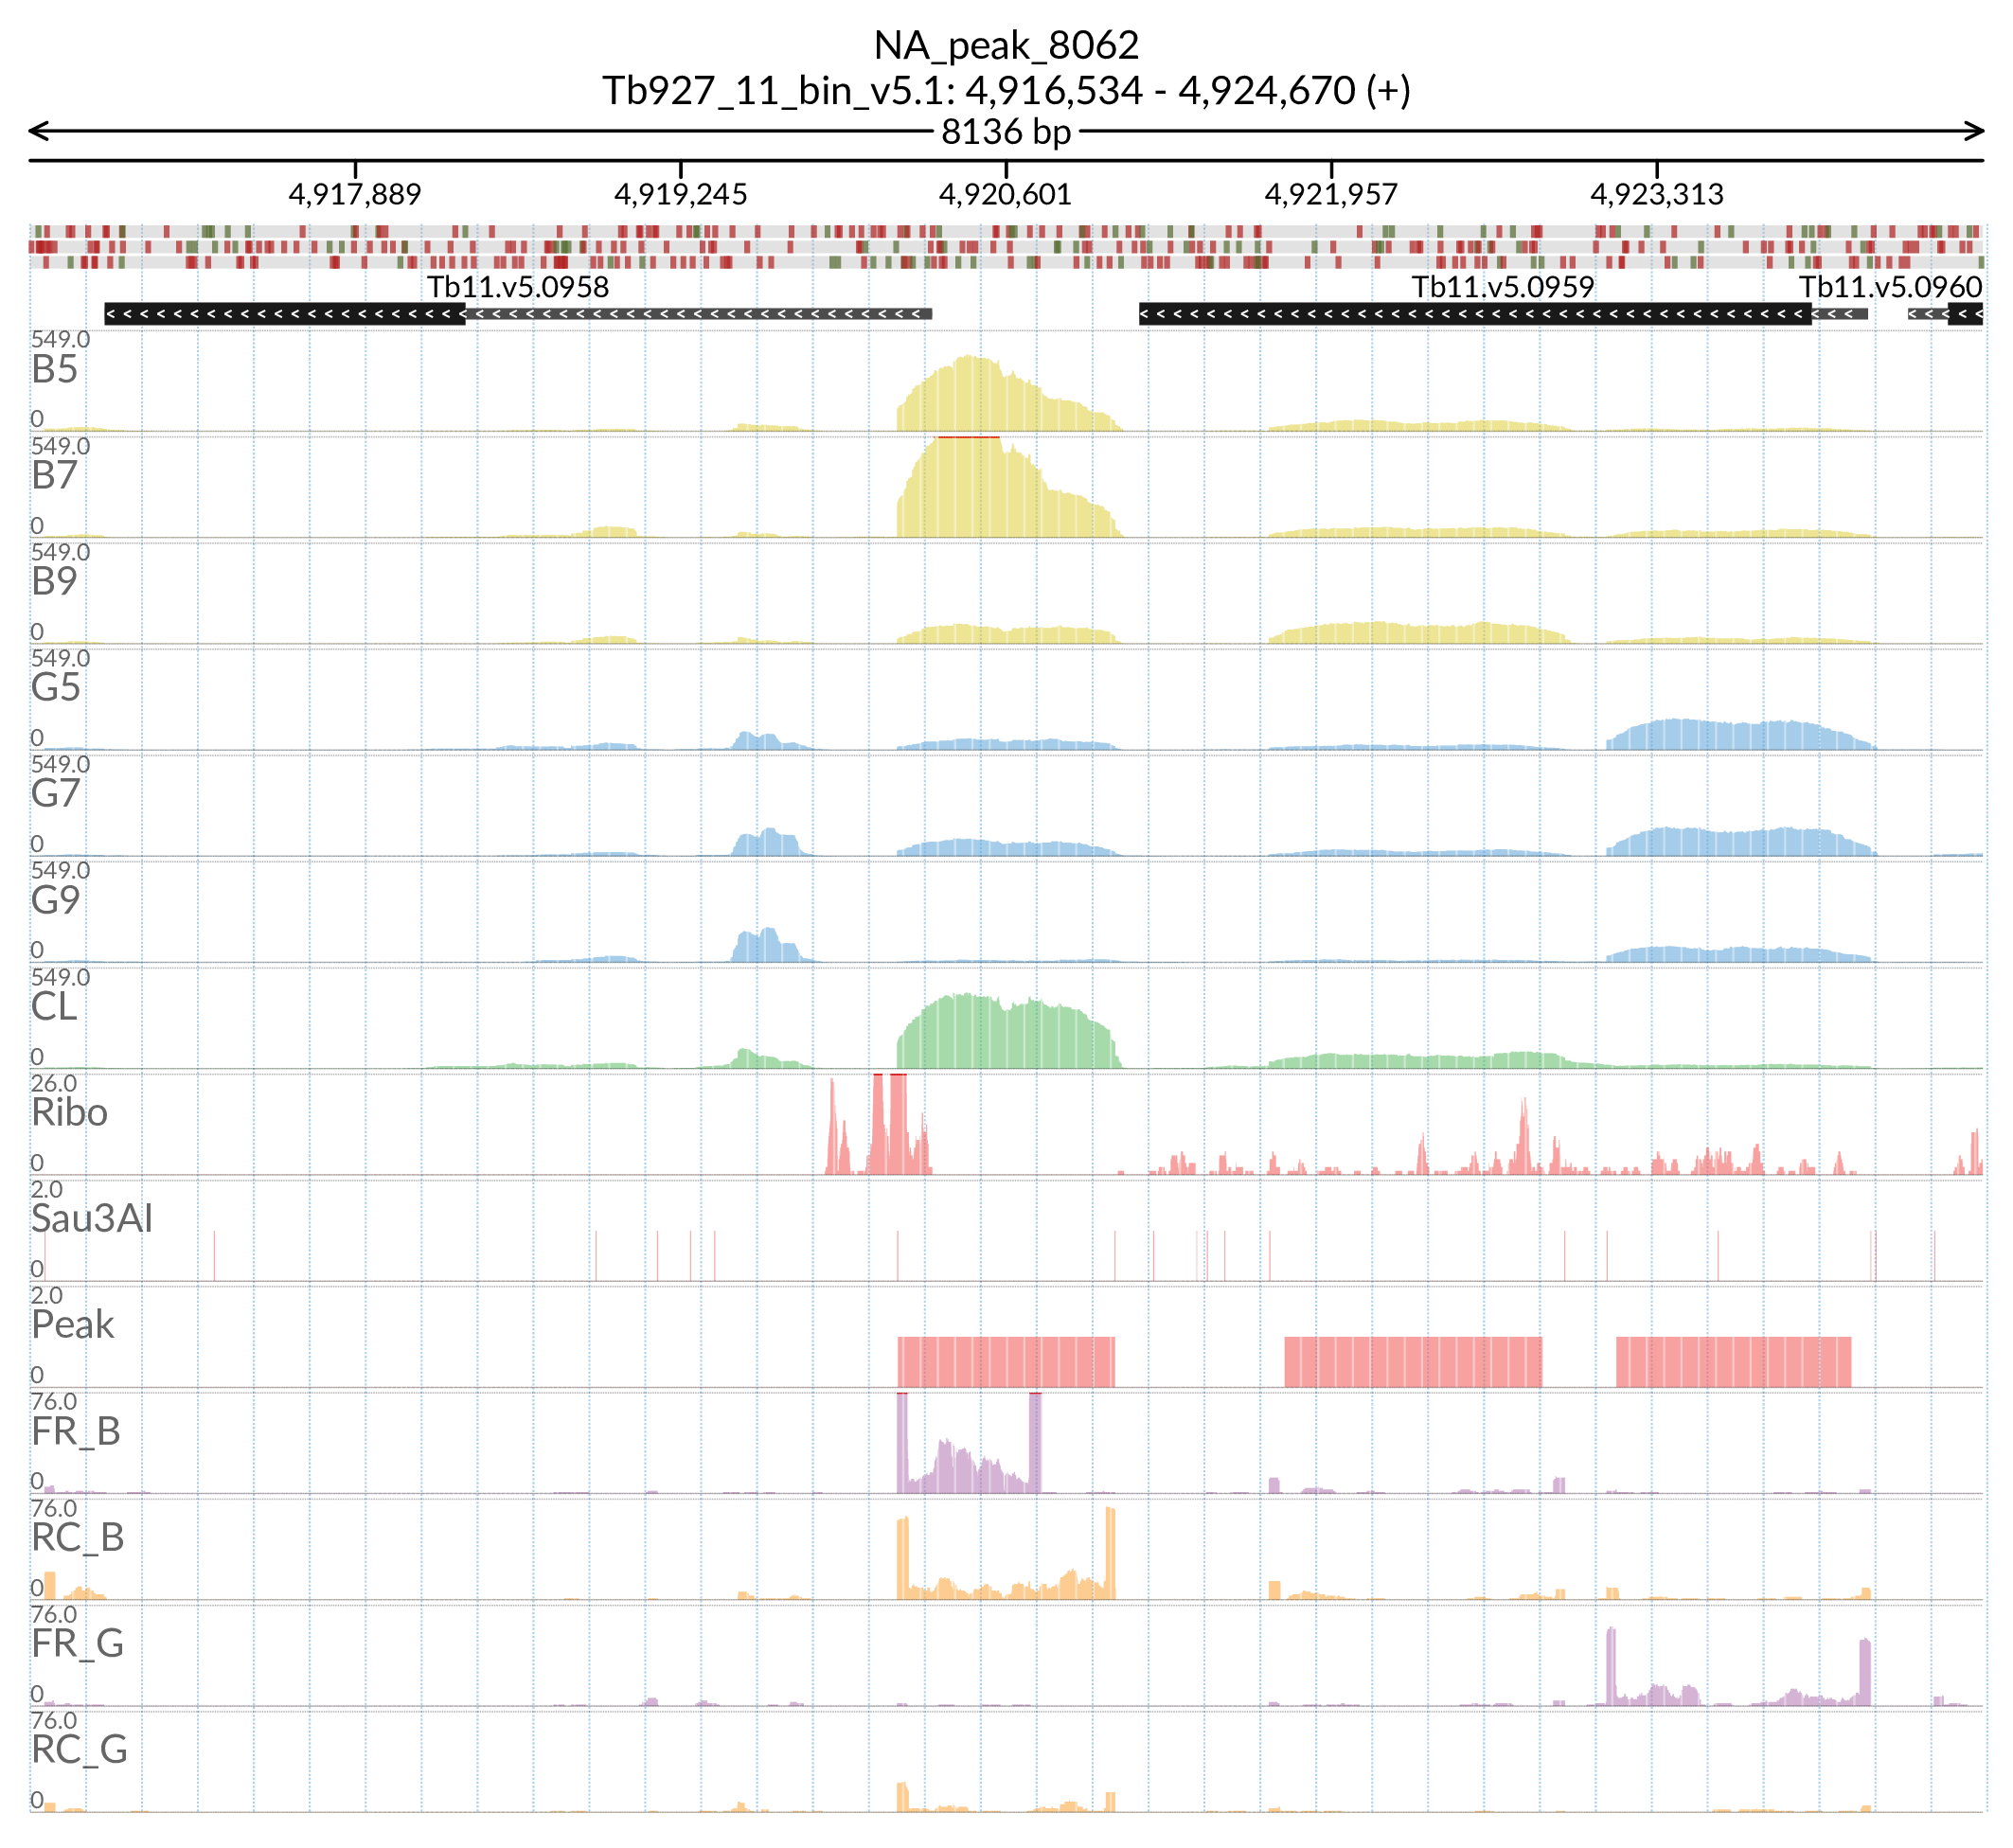 NA_peak_8062
Tb927_11_bin_v5.1: 4,916,534 - 4,924,670 (+)
8136 bp
4,917,889 4,919,245 4,920,601 4,921,957 4,923,313
Tb11.v5.0958 Tb11.v5.0959 Tb11.v5.0960
549.0
B5
0
549.0
B7
0
549.0
B9
0
549.0
G5
0
549.0
G7
0
549.0
G9
0
549.0
CL
0
26.0
Ribo
0
2.0
Sau3AI
0
2.0
Peak
0
76.0
FR_B
0
76.0
RC_B
0
76.0
FR_G
0
76.0
RC_G
0